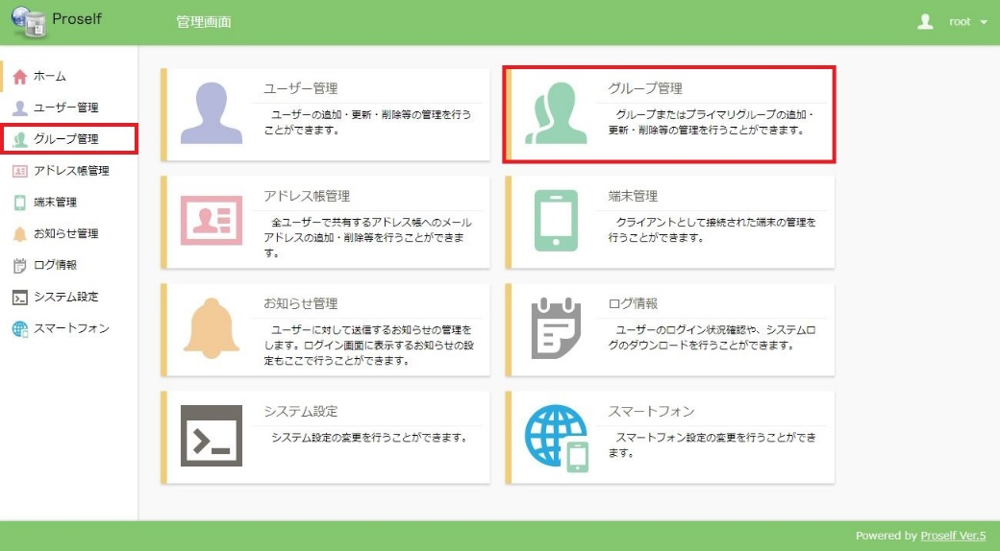 Proself
管理画面
root
ホーム
ユーザー管理
グループ管理
アドレス帳管理
端末管理
お知らせ管理
ログ情報
システム設定
スマートフォン
ユーザー管理
ユーザーの追加・更新・削除等の管理を行う
ことができます。
グループ管理
グループまたはプライマリグループの追加・
更新・削除等の管理を行うことができます。
アドレス帳管理
全ユーザーで共有するアドレス帳へのメール
アドレスの追加・削除等を行うことができま
す。
端末管理
クライアントとして接続された端末の管理を
行うことができます。
お知らせ管理
ユーザーに対して送信するお知らせの管理を
します。ログイン画面に表示するお知らせの設
定もここで行うことができます。
ログ情報
ユーザーのログイン状況確認や、システムロ
グのダウンロードを行うことができます。
システム設定
システム設定の変更を行うことができます。
スマートフォン
スマートフォン設定の変更を行うことができ
ます。
Powered by Proself Ver.5